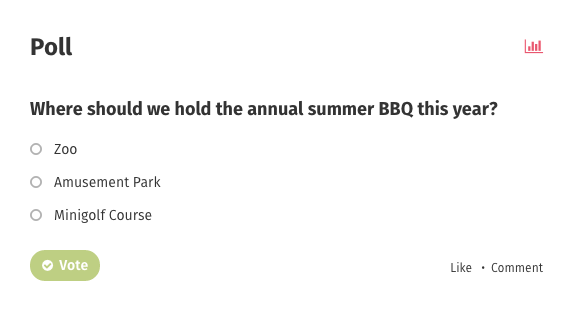 Poll
Where should we hold the annual summer BBQ this year?
Zoo
Amusement Park
Minigolf Course
Vote
Like • Comment